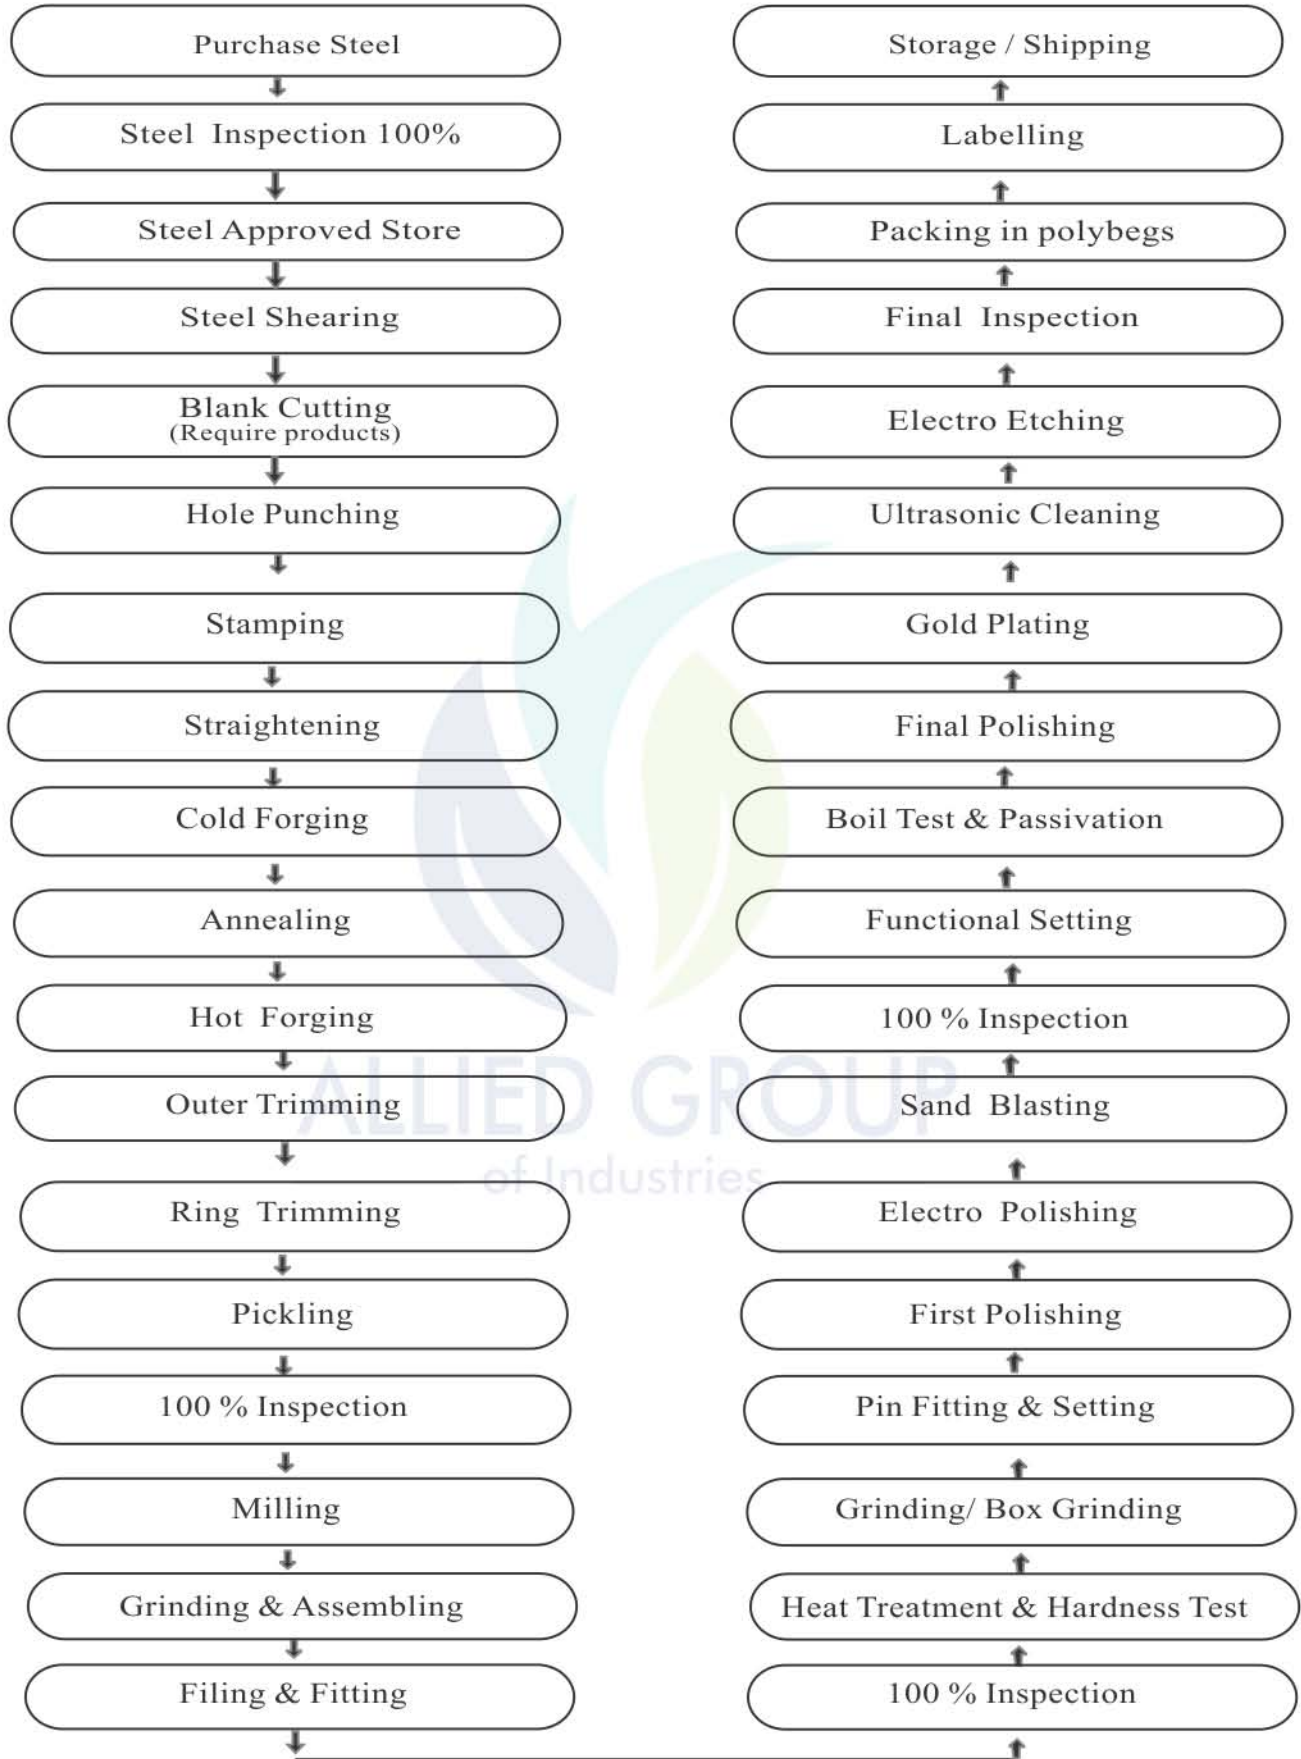 Purchase Steel
Steel Inspection 100%
Steel Approved Store
Steel Shearing
Blank Cutting
(Require products)
Hole Punching
Stamping
Straightening
Cold Forging
Annealing
Hot Forging
Outer Trimming
Ring Trimming
Pickling
100 % Inspection
Milling
Grinding & Assembling
Filing & Fitting
100 % Inspection
Heat Treatment & Hardness Test
Grinding/ Box Grinding
Pin Fitting & Setting
First Polishing
Electro Polishing
Sand Blasting
100 % Inspection
Functional Setting
Boil Test & Passivation
Final Polishing
Gold Plating
Ultrasonic Cleaning
Electro Etching
Final Inspection
Packing in polybegs
Labelling
Storage / Shipping
ALLIED GROUP
of Industries